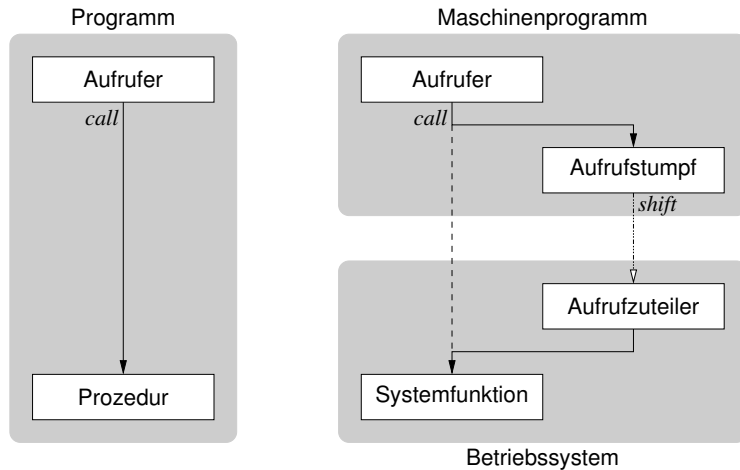 Programm
Aufrufer
call
Prozedur
Maschinenprogramm
Aufrufer
call
Aufrufstumpf
shift
Aufrufzuteiler
Systemfunktion
Betriebssystem